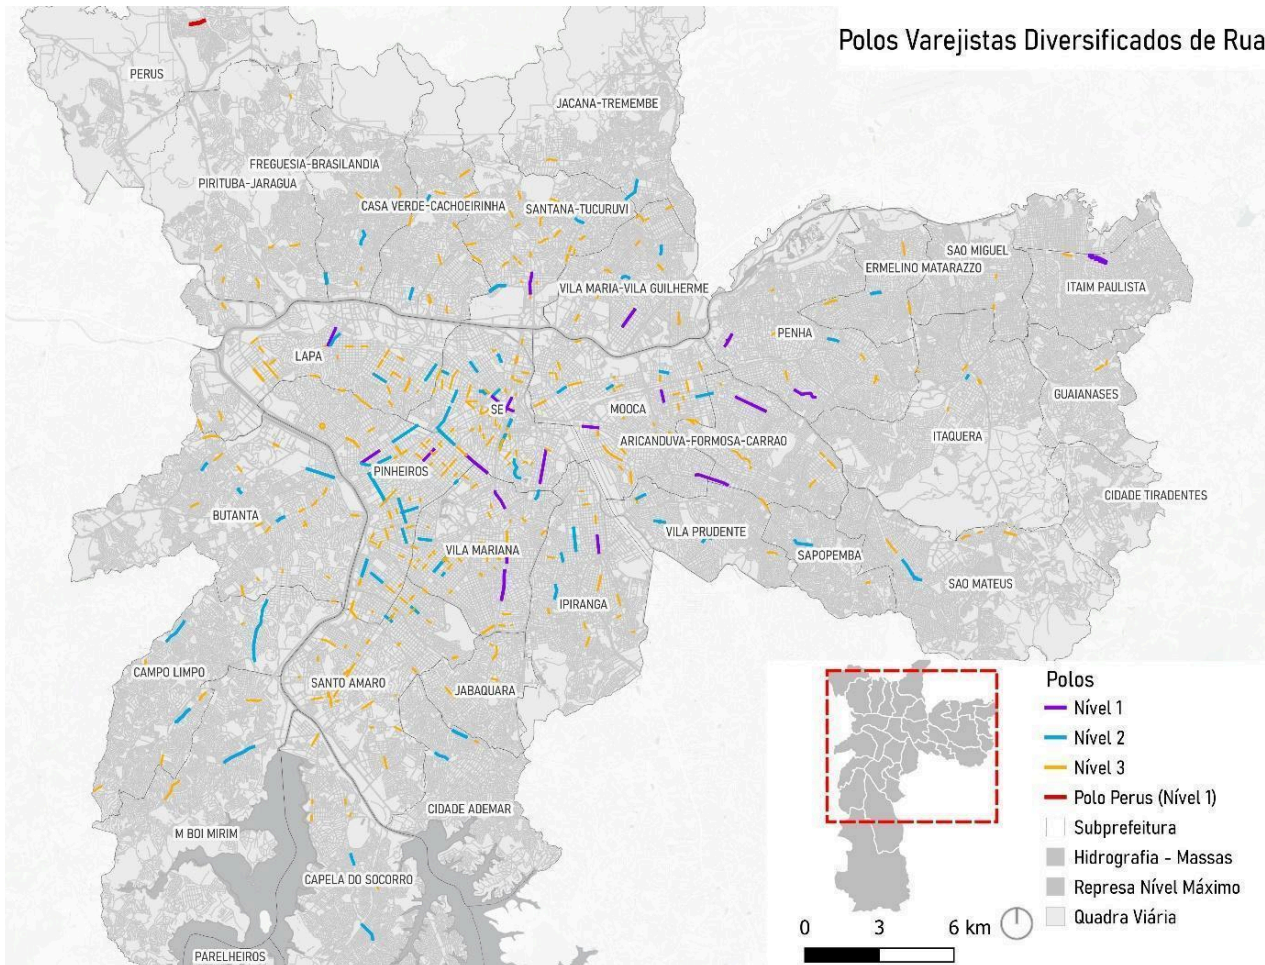 Polos Varejistas Diversificados de Rua
PERUS
JACANA-TREMEMBE
FREGUESIA-BRASILANDIA
PIRITUBA-JARAGUA
CASA VERDE-CACHOEIRINHA
SANTANA-TUCURUVI
SAO MIGUEL
ERMELINO MATARAZZO
ITAIM PAULISTA
VILA MARIA-VILA GUILHERME
PENHA
LAPA
GUAIANASES
SE
MOOCA
ITAQUERA
ARICANDUVA-FORMOSA-CARRAO
PINHEIROS
CIDADE TIRADENTES
BUTANTA
VILA PRUDENTE
VILA MARIANA
SAPOPEMBA
SAO MATEUS
IPIRANGA
CAMPO LIMPO
SANTO AMARO
JABAQUARA
CIDADE ADEMAR
M BOI MIRIM
CAPELA DO SOCORRO
PARELHEIROS
Polos
Nível 1
Nível 2
Nível 3
Polo Perus (Nível 1)
Subprefeitura
Hidrografia - Massas
Represa Nível Máximo
Quadra Viária
0 3 6 km